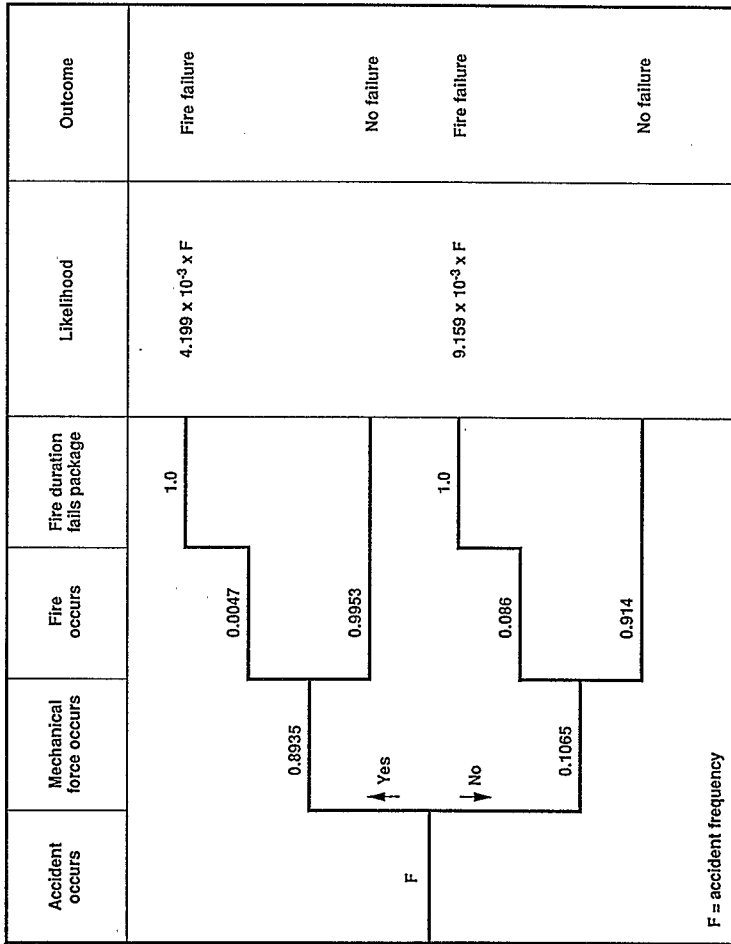 Accident
occurs
Mechanical
force occurs
Fire
occurs
Fire duration
fails package
Likelihood
Outcome
F
Yes
No
0.8935
0.1065
0.0047
0.9953
0.086
0.914
1.0
1.0
4.199 x 10⁻³ x F
9.159 x 10⁻³ x F
Fire failure
No failure
Fire failure
No failure
F = accident frequency